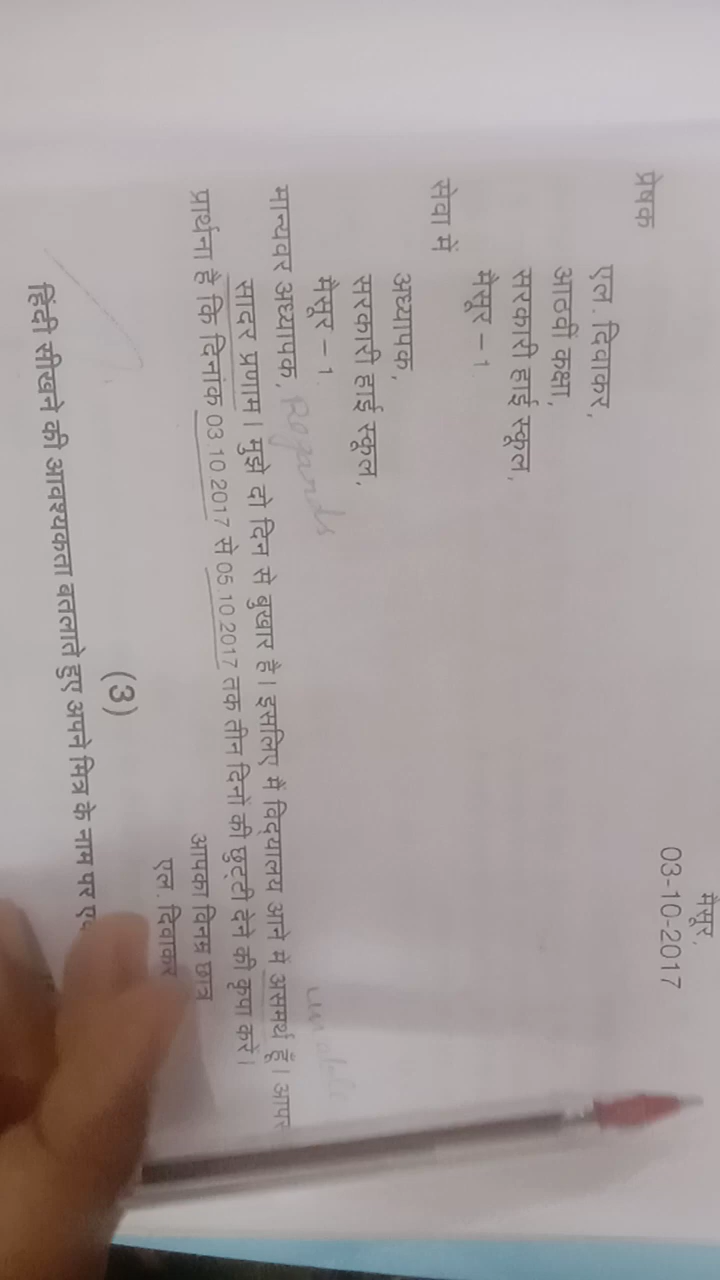 मैसूर,
03-10-2017
प्रेषक
एल. दिवाकर,
आठवीं कक्षा,
सरकारी हाई स्कूल,
मैसूर – 1
सेवा में
अध्यापक,
सरकारी हाई स्कूल,
मैसूर – 1.
मान्यवर अध्यापक, Regards
सादर प्रणाम। मुझे दो दिन से बुखार है। इसलिए मैं विद्यालय आने में असमर्थ हूँ। आपसे
प्रार्थना है कि दिनांक 03.10.2017 से 05.10.2017 तक तीन दिनों की छुट्टी देने की कृपा करें।
आपका विनम्र छात्र
एल. दिवाकर
(3)
हिंदी सीखने की आवश्यकता बतलाते हुए अपने मित्र के नाम पर